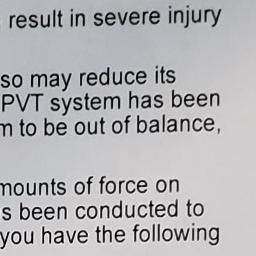 result in severe injury
so may reduce its
PVT system has been
m to be out of balance,
mounts of force on
s been conducted to
you have the following